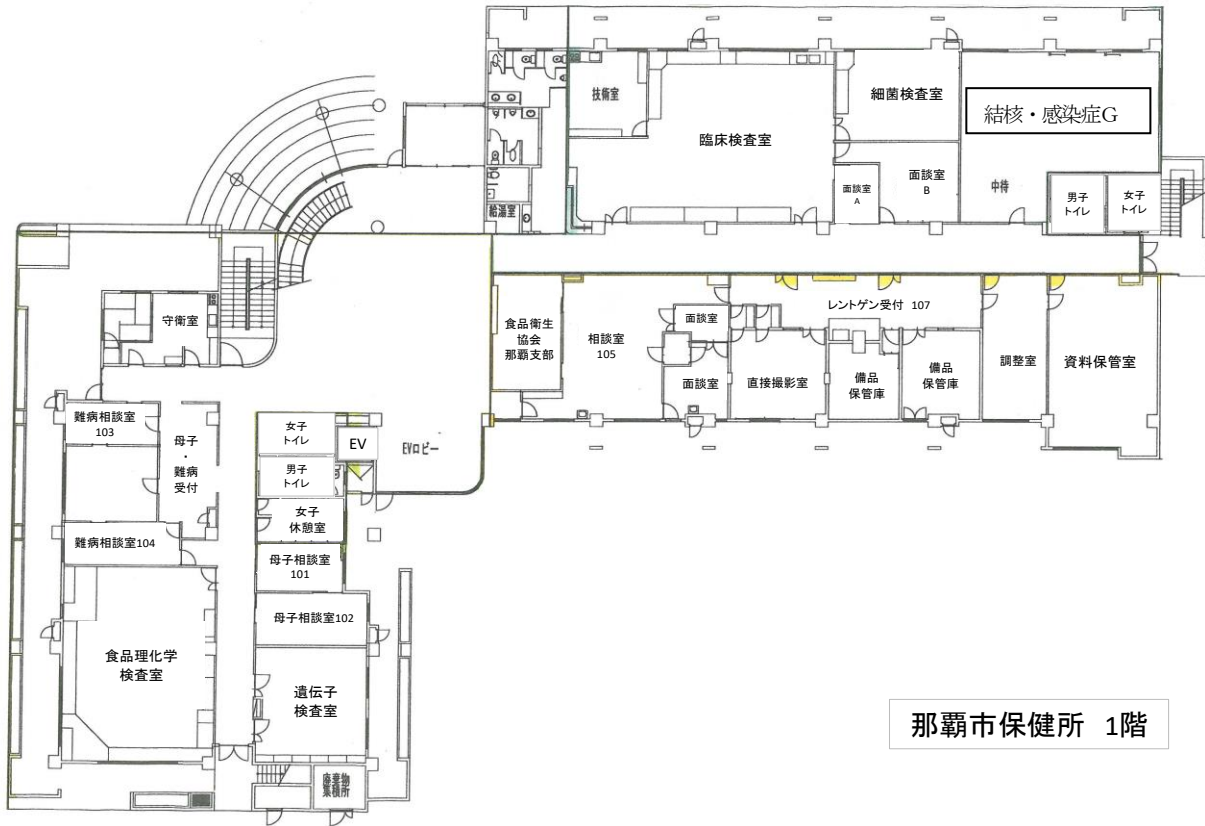 技術室
臨床検査室
細菌検査室
結核・感染症G
面談室
A
面談室
B
中待
男子
トイレ
女子
トイレ
給湯室
守衛室
食品衛生
協会
那覇支部
相談室
105
面談室
面談室
レントゲン受付 107
直接撮影室
備品
保管庫
備品
保管庫
調整室
資料保管室
難病相談室
103
母子
・
難病
受付
女子
トイレ
EV
EVロビー
男子
トイレ
女子
休憩室
難病相談室104
母子相談室
101
母子相談室102
食品理化学
検査室
遺伝子
検査室
廃棄物
集積所
那覇市保健所 1階